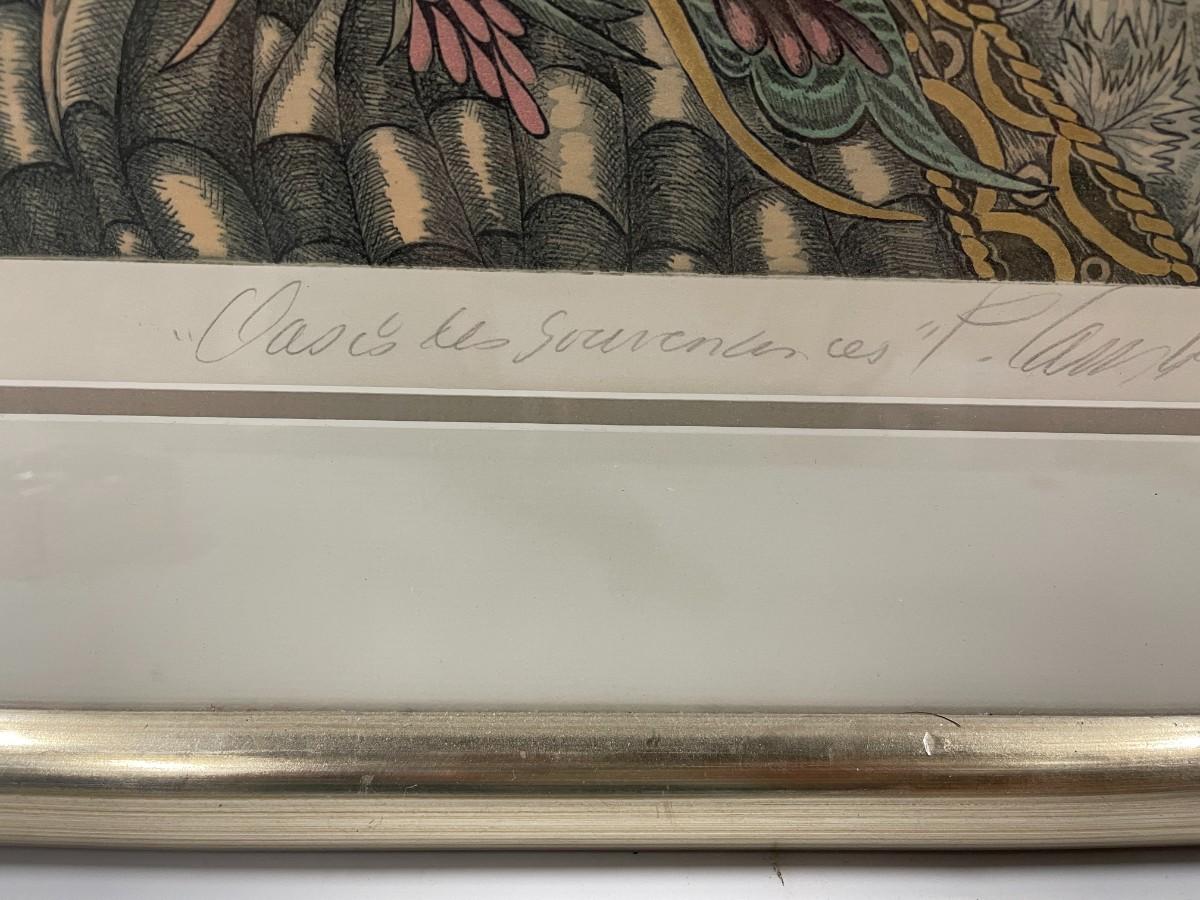 "Oasis des Souvenances" P.